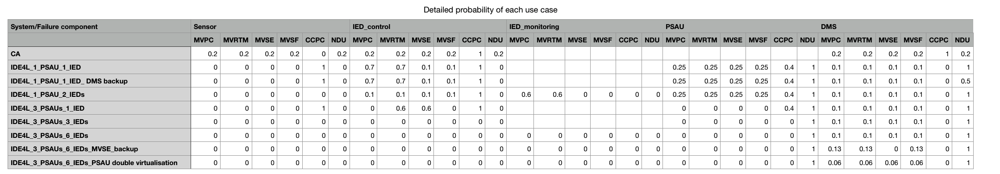 Detailed probability of each use case
System/Failure component Sensor IED_control IED_monitoring PSAU DMS
MVPC MVRTM MVSE MVSF CCPC NDU MVPC MVRTM MVSE MVSF CCPC NDU MVPC MVRTM MVSE MVSF CCPC NDU MVPC MVRTM MVSE MVSF CCPC NDU MVPC MVRTM MVSE MVSF CCPC NDU
CA 0.2 0.2 0.2 0.2 0 0.2 0.2 0.2 0.2 0.2 1 0.2 0.2 0.2 0.2 0.2 1 0.2
IDE4L_1_PSAU_1_IED 0 0 0 0 1 0 0.7 0.7 0.1 0.1 1 0 0.25 0.25 0.25 0.25 0.4 1 0.1 0.1 0.1 0.1 0 1
IDE4L_1_PSAU_1_IED_ DMS backup 0 0 0 0 1 0 0.7 0.7 0.1 0.1 1 0 0.25 0.25 0.25 0.25 0.4 1 0.1 0.1 0.1 0.1 0 0.5
IDE4L_1_PSAU_2_IEDs 0 0 0 0 0 0 0.1 0.1 0.1 0.1 1 0 0.6 0.6 0 0 0 0 0.25 0.25 0.25 0.25 0.4 1 0.1 0.1 0.1 0.1 0 1
IDE4L_3_PSAUs_1_IED 0 0 0 0 1 0 0 0.6 0.6 0 1 0 0 0 0 0 0.4 1 0.1 0.1 0.1 0.1 0 1
IDE4L_3_PSAUs_3_IEDs 0 0 0 0 0 0 0 0 0 0 0 0 0 0 0 0 0 1 0.1 0.1 0.1 0.1 0 1
IDE4L_3_PSAUs_6_IEDs 0 0 0 0 0 0 0 0 0 0 0 0 0 0 0 0 0 0 0 0 0 0 0 1 0.1 0.1 0.1 0.1 0 1
IDE4L_3_PSAUs_6_IEDs_MVSE_backup 0 0 0 0 0 0 0 0 0 0 0 0 0 0 0 0 0 0 0 0 0 0 0 1 0.13 0.13 0 0.13 0 1
IDE4L_3_PSAUs_6_IEDs_PSAU double virtualisation 0 0 0 0 0 0 0 0 0 0 0 0 0 0 0 0 0 0 0 0 0 0 0 1 0.06 0.06 0.06 0.06 0 1